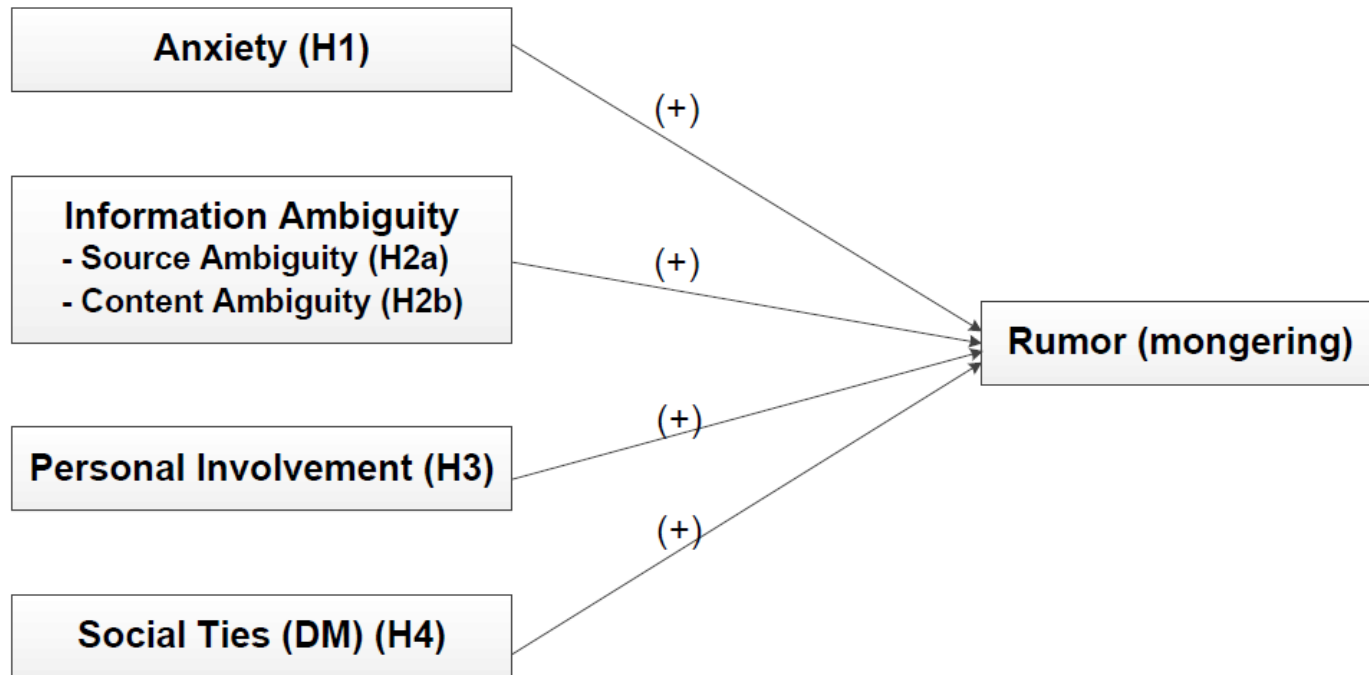 Anxiety (H1)
(+)
Information Ambiguity
- Source Ambiguity (H2a)
- Content Ambiguity (H2b)
(+)
Rumor (mongering)
Personal Involvement (H3)
(+)
Social Ties (DM) (H4)
(+)